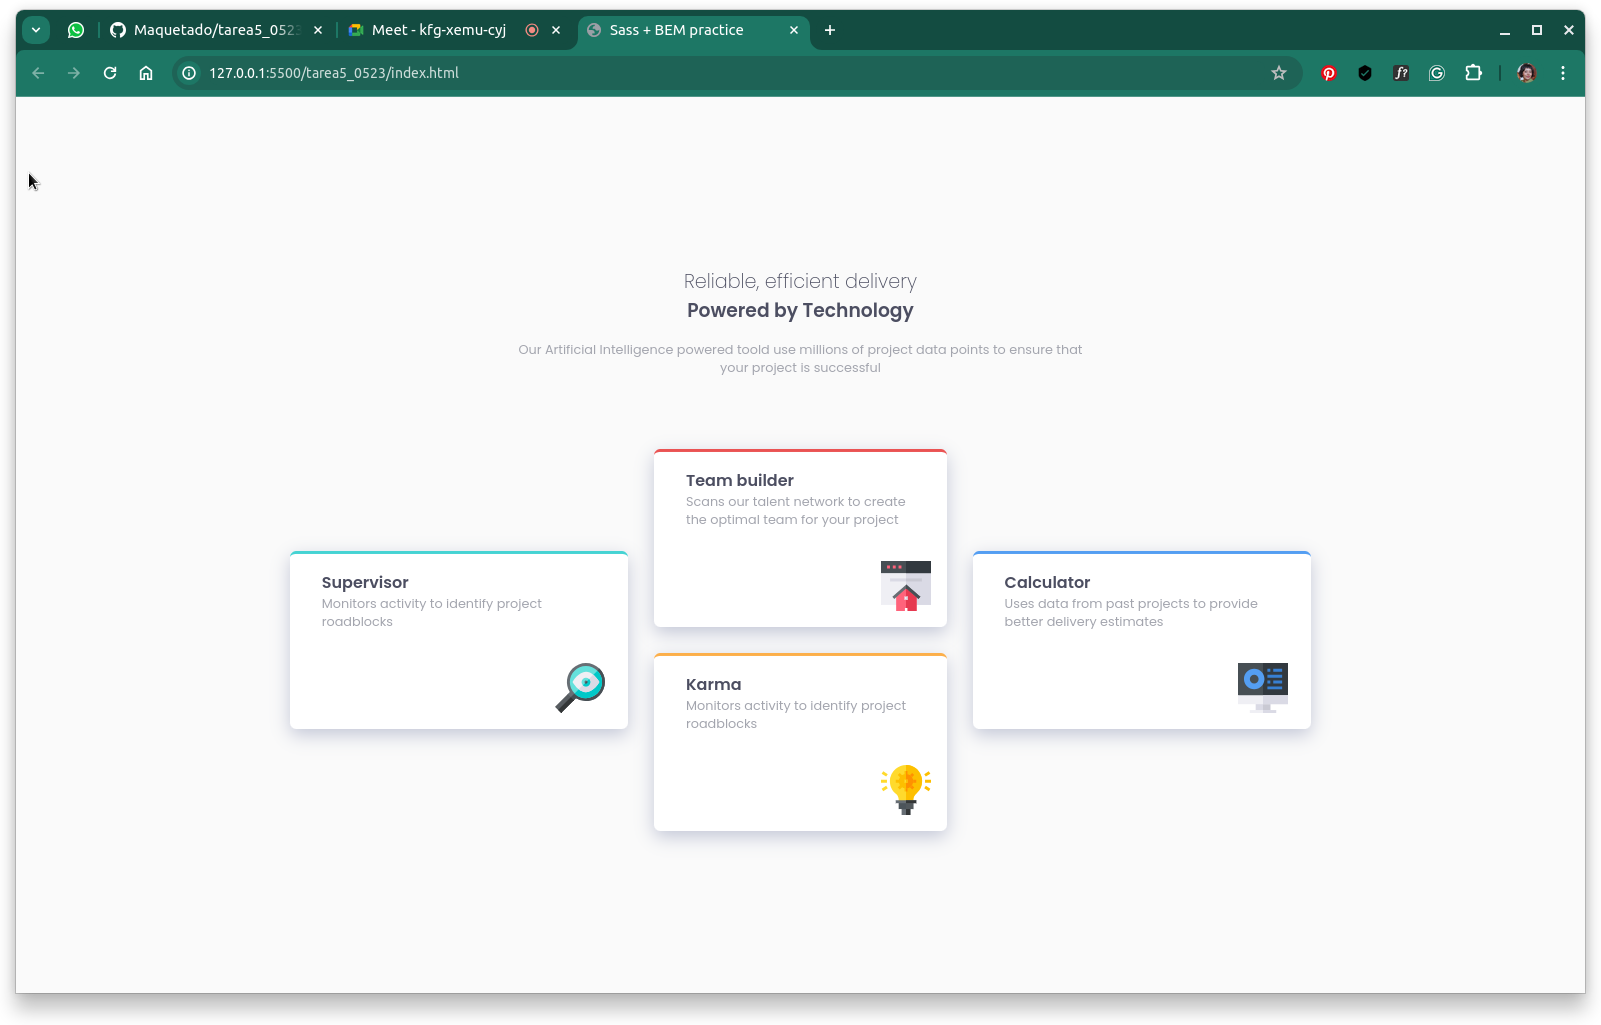 Maquetado/tarea5_0523
Meet - kfg-xemu-cyj
Sass + BEM practice
127.0.0.1:5500/tarea5_0523/index.html
f?
Reliable, efficient delivery
Powered by Technology
Our Artificial Intelligence powered toold use millions of project data points to ensure that
your project is successful
Team builder
Scans our talent network to create
the optimal team for your project
Supervisor
Monitors activity to identify project
roadblocks
Calculator
Uses data from past projects to provide
better delivery estimates
Karma
Monitors activity to identify project
roadblocks